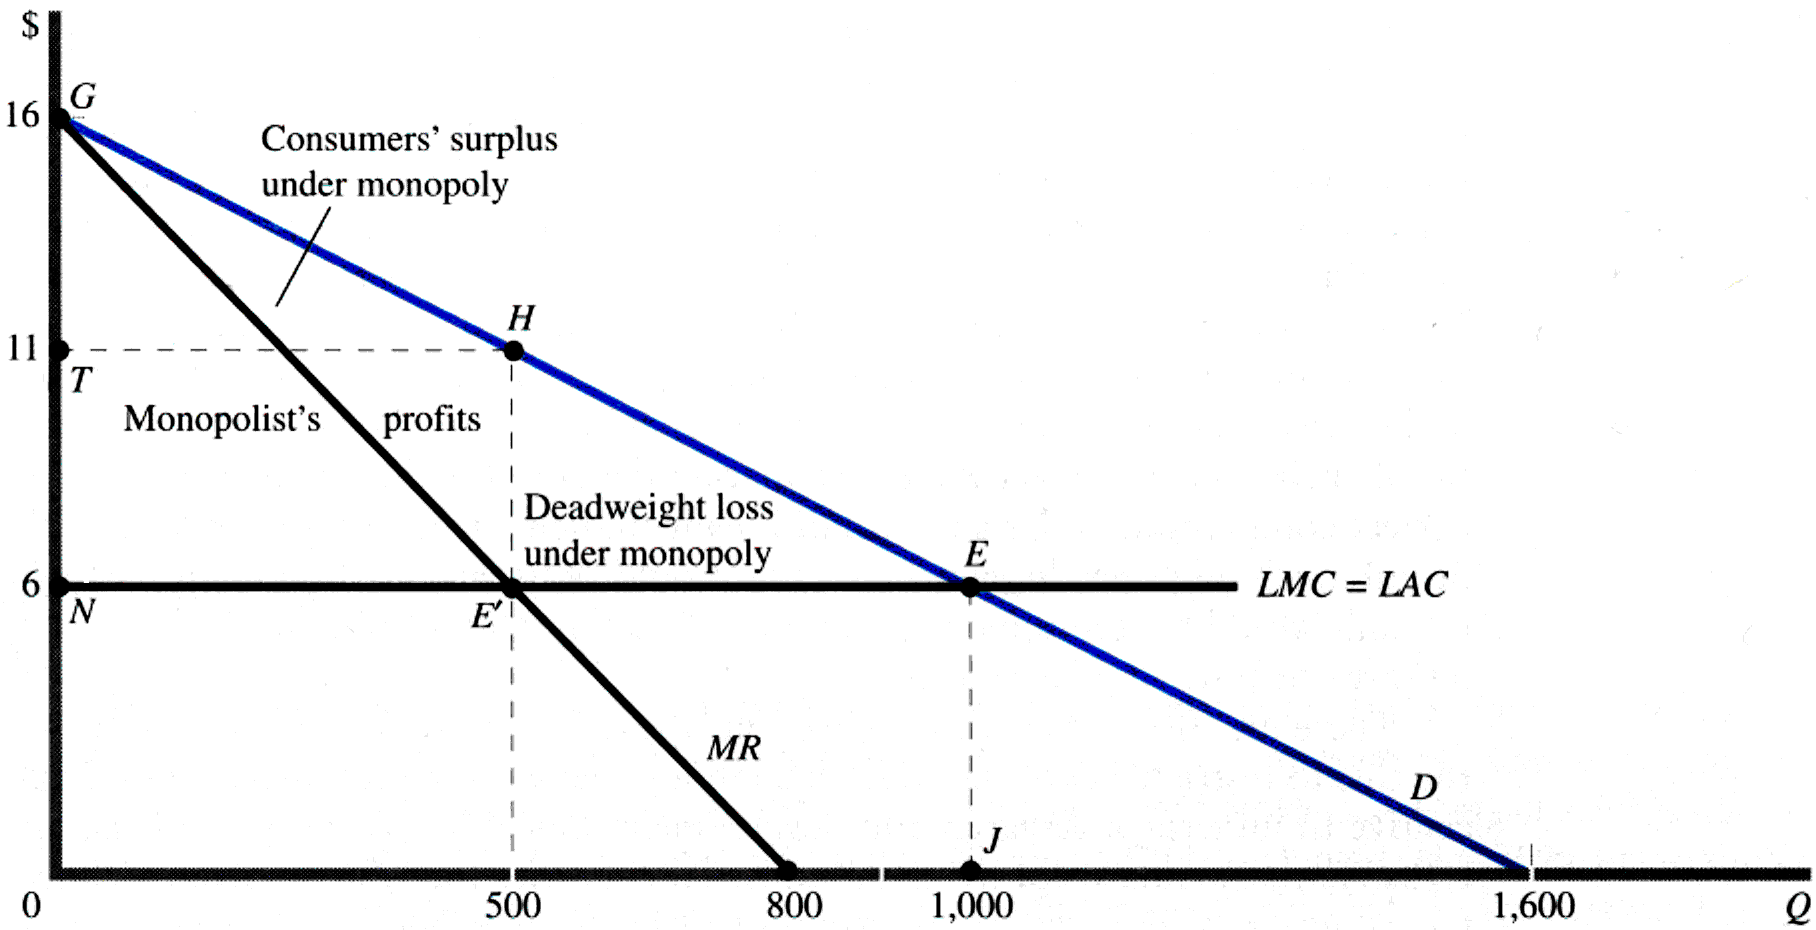 $
16
G
Consumers’ surplus
under monopoly
H
11
T
Monopolist’s profits
Deadweight loss
under monopoly
E
6
N
E′
LMC = LAC
MR
D
J
0
500
800
1,000
1,600
Q